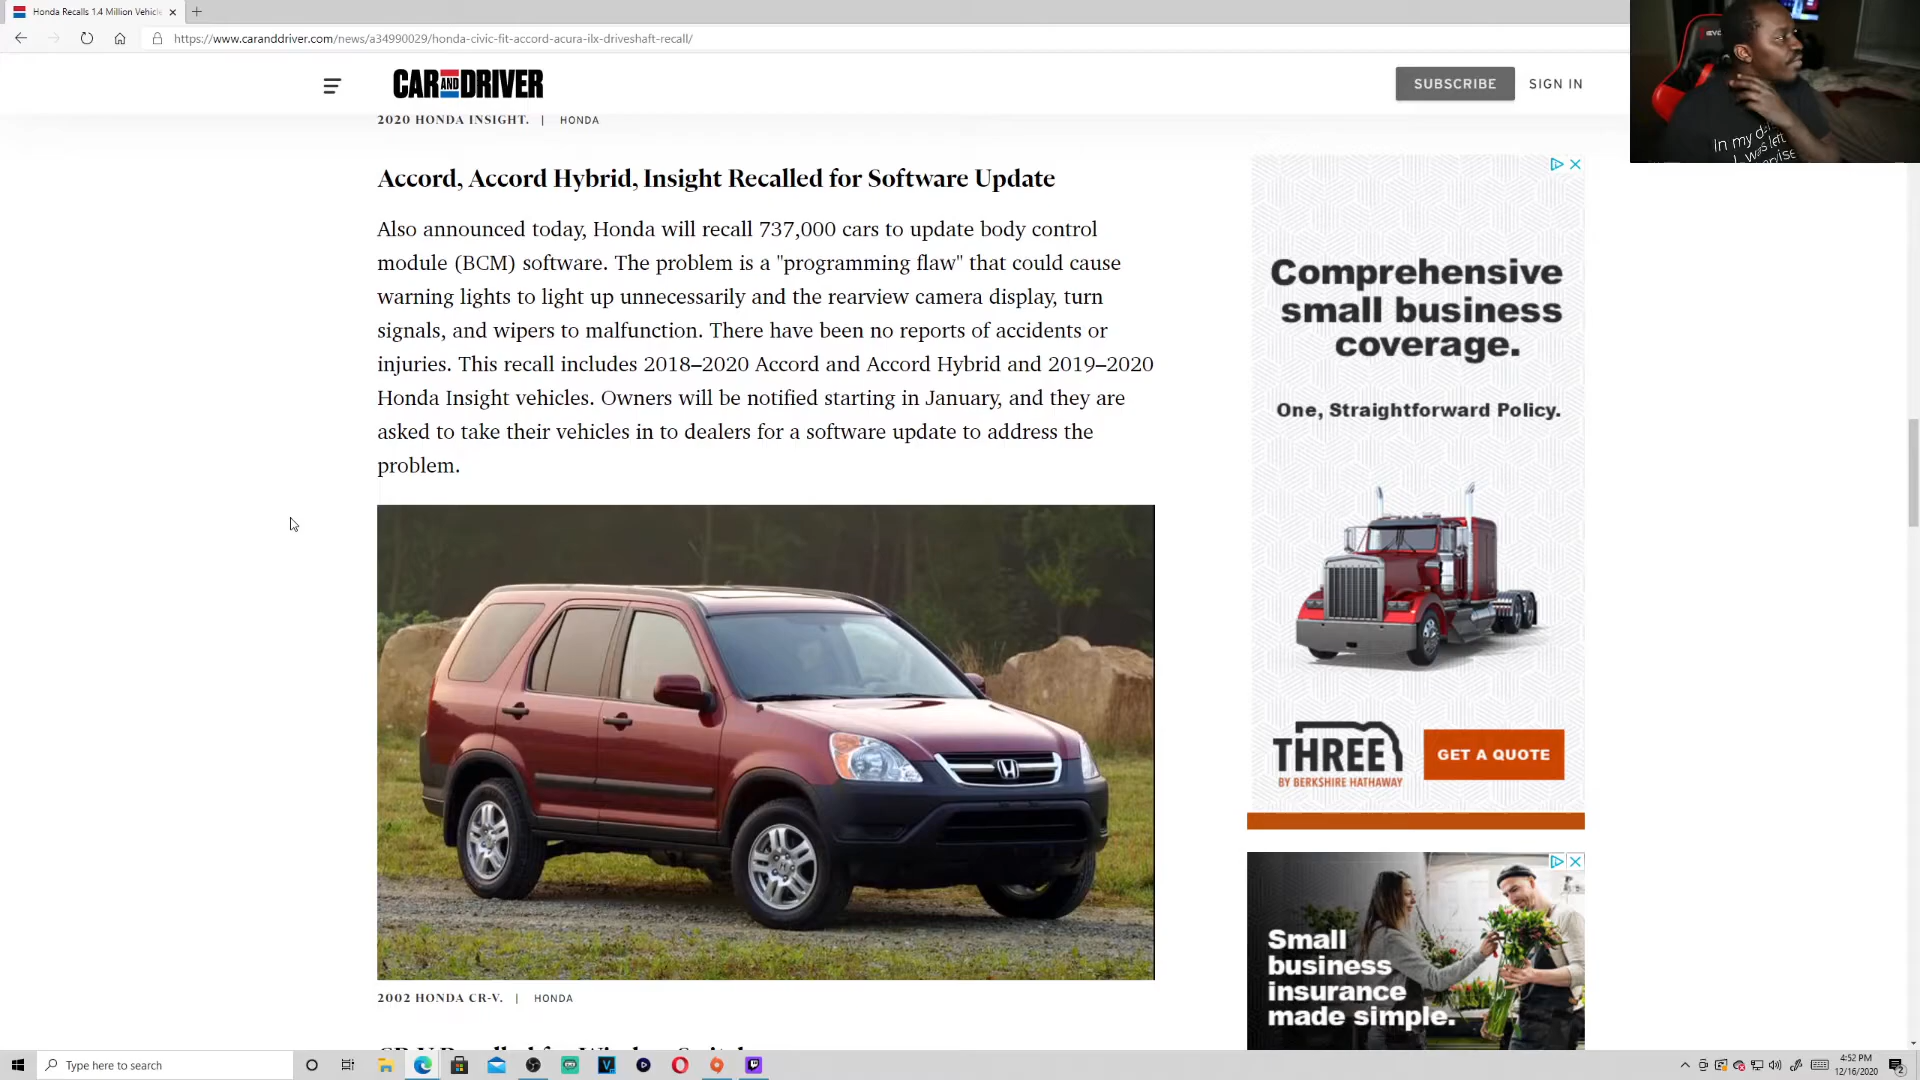 Honda Recalls 1.4 Million Vehicle
https://www.caranddriver.com/news/a34990029/honda-civic-fit-accord-acura-ilx-driveshaft-recall/
CAR AND DRIVER
SUBSCRIBE
SIGN IN
In my d
I was left
2020 HONDA INSIGHT. | HONDA
Accord, Accord Hybrid, Insight Recalled for Software Update
Also announced today, Honda will recall 737,000 cars to update body control
module (BCM) software. The problem is a "programming flaw" that could cause
warning lights to light up unnecessarily and the rearview camera display, turn
signals, and wipers to malfunction. There have been no reports of accidents or
injuries. This recall includes 2018–2020 Accord and Accord Hybrid and 2019–2020
Honda Insight vehicles. Owners will be notified starting in January, and they are
asked to take their vehicles in to dealers for a software update to address the
problem.
2002 HONDA CR-V. | HONDA
Comprehensive
small business
coverage.
One, Straightforward Policy.
THREE
BY BERKSHIRE HATHAWAY
GET A QUOTE
Small
business
insurance
made simple.
Type here to search
4:52 PM
12/16/2020